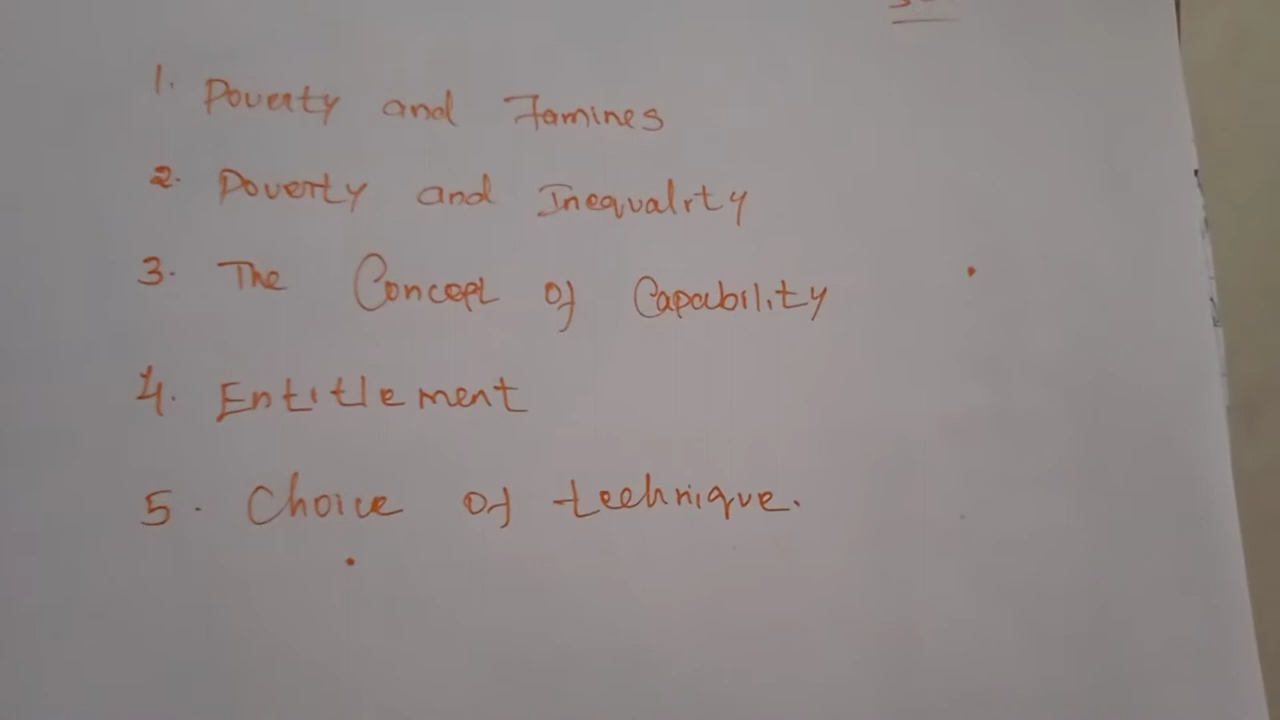 1. Poverty and Famines
2. Poverty and Inequality
3. The Concept of Capability
4. Entitlement
5. Choice of technique.